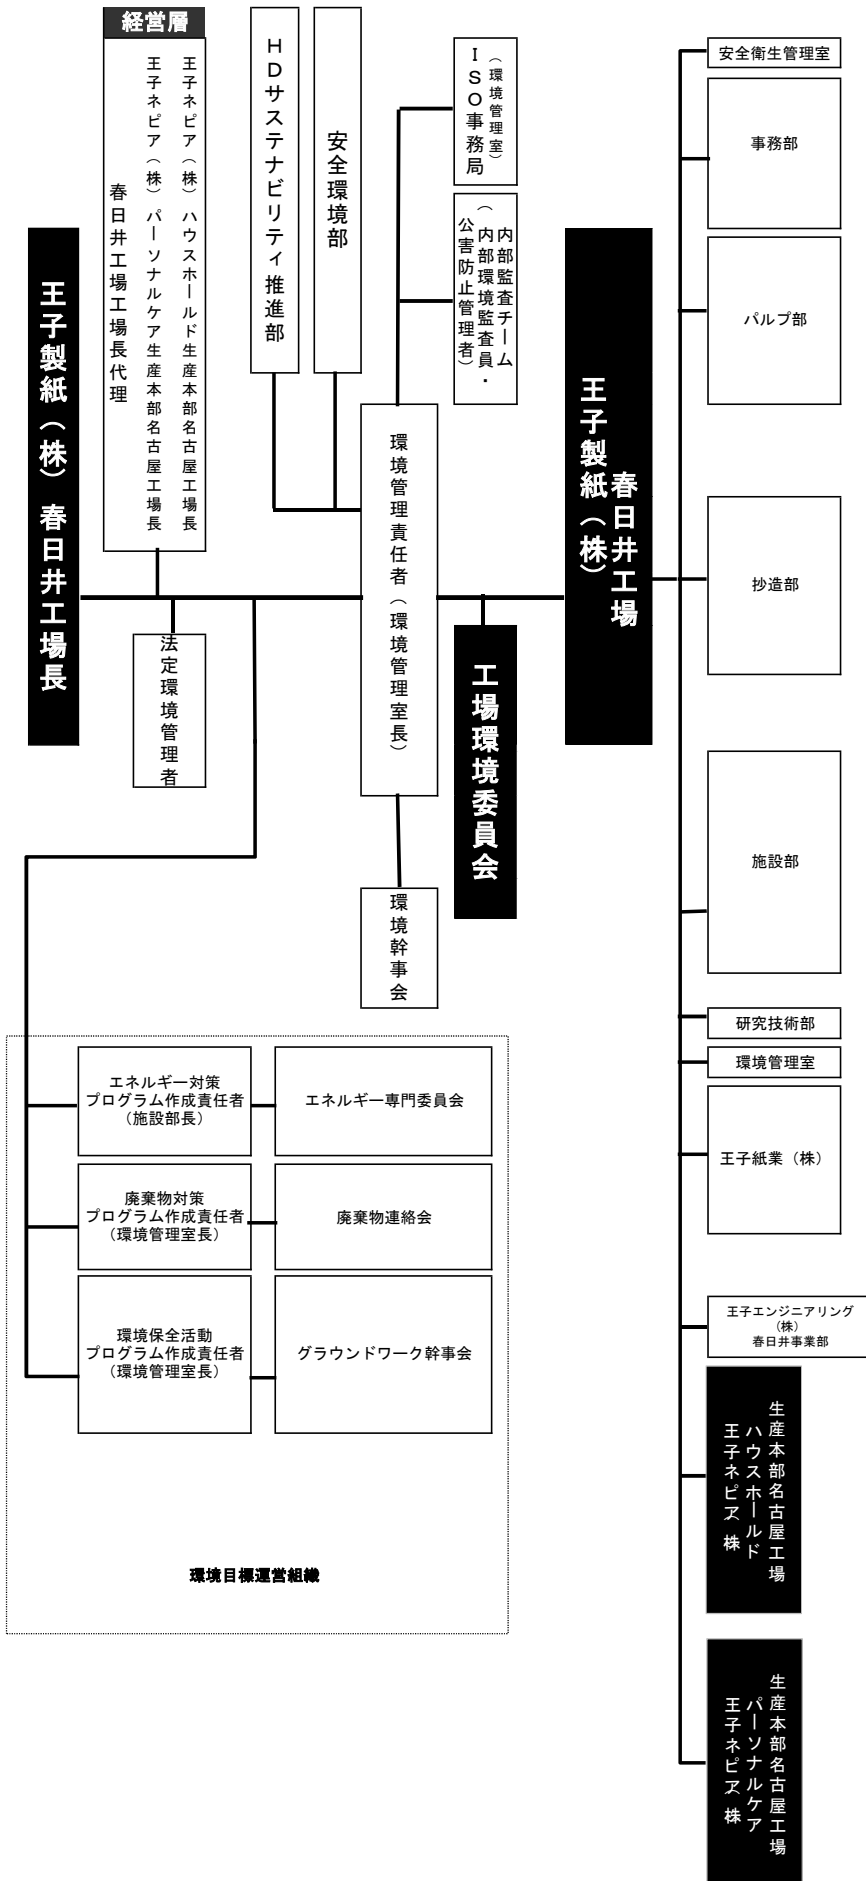 経営層
王子ネピア（株）ハウスホールド生産本部名古屋工場長
王子ネピア（株）パーソナルケア生産本部名古屋工場長
春日井工場工場長代理
王子製紙（株）春日井工場長
HDサステナビリティ推進部
安全環境部
（環境管理室）
ISO事務局
内部監査チーム
（内部環境監査員・
公害防止管理者）
環境管理責任者（環境管理室長）
法定環境管理者
工場環境委員会
環境幹事会
春日井工場
王子製紙（株）
安全衛生管理室
事務部
パルプ部
抄造部
施設部
研究技術部
環境管理室
王子紙業（株）
王子エンジニアリング
（株）
春日井事業部
生産本部名古屋工場
ハウスホールド
王子ネピア（株）
生産本部名古屋工場
パーソナルケア
王子ネピア（株）
エネルギー対策
プログラム作成責任者
(施設部長)
エネルギー専門委員会
廃棄物対策
プログラム作成責任者
(環境管理室長)
廃棄物連絡会
環境保全活動
プログラム作成責任者
(環境管理室長)
グラウンドワーク幹事会
環境目標運営組織